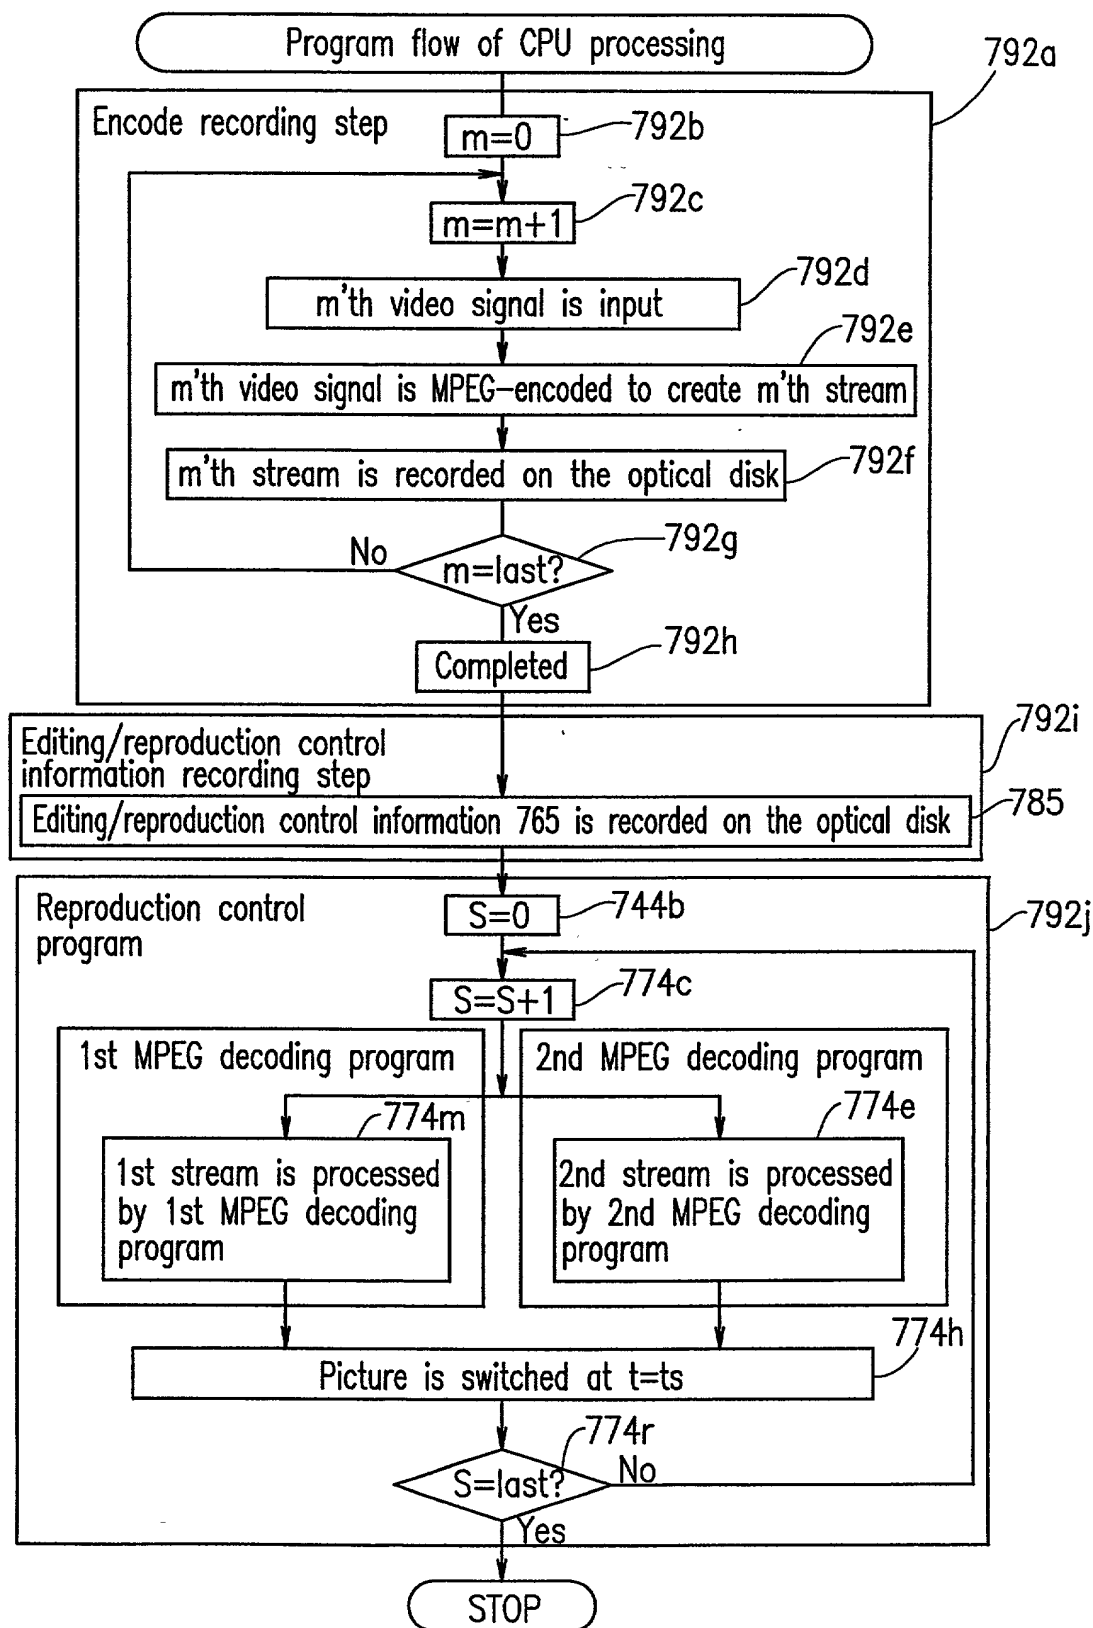 Program flow of CPU processing
792a
Encode recording step
m=0
792b
m=m+1
792c
m'th video signal is input
792d
792e
m'th video signal is MPEG-encoded to create m'th stream
m'th stream is recorded on the optical disk
792f
792g
No
m=last?
Yes
Completed
792h
792i
Editing/reproduction control
information recording step
785
Editing/reproduction control information 765 is recorded on the optical disk
Reproduction control
program
S=0
744b
792j
S=S+1
774c
1st MPEG decoding program
774m
1st stream is processed
by 1st MPEG decoding
program
2nd MPEG decoding program
774e
2nd stream is processed
by 2nd MPEG decoding
program
774h
Picture is switched at t=ts
774r
S=last?
No
Yes
STOP